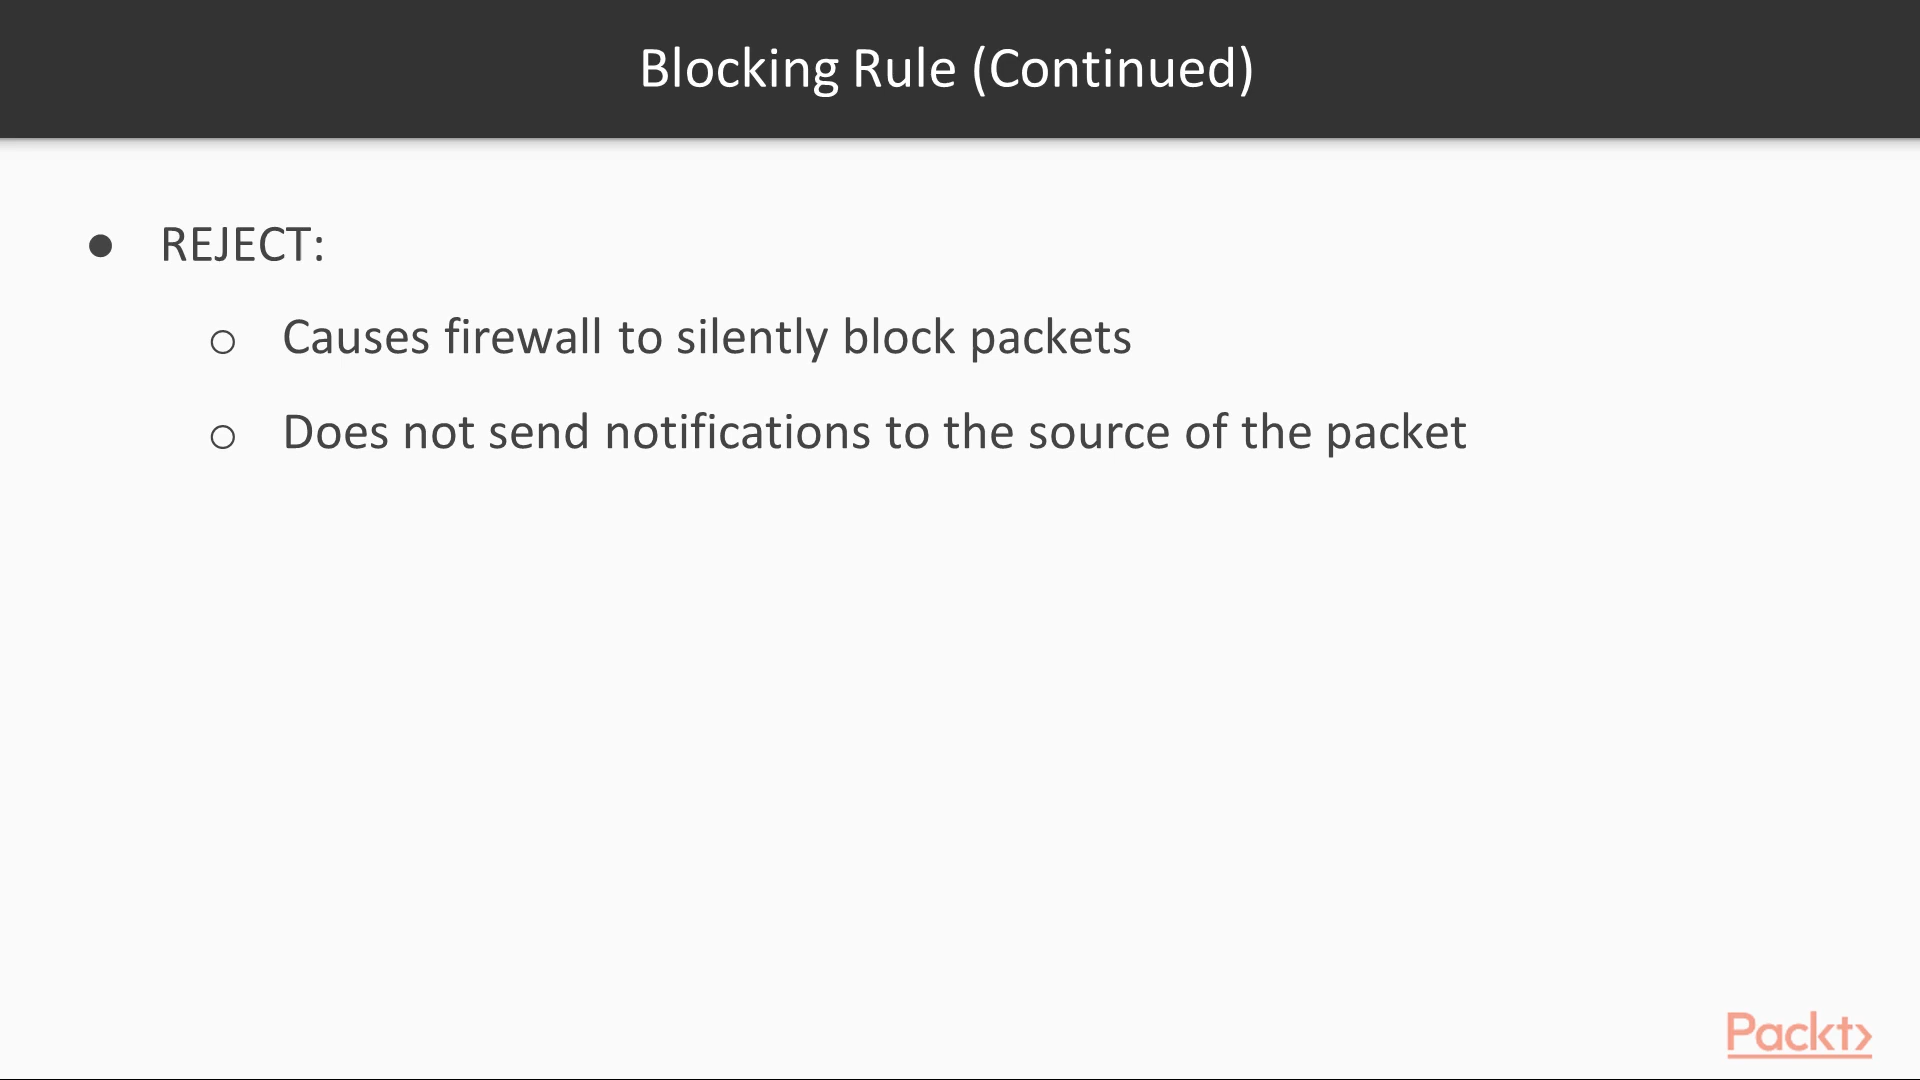 Blocking Rule (Continued)
● REJECT:
○ Causes firewall to silently block packets
○ Does not send notifications to the source of the packet
Packt>